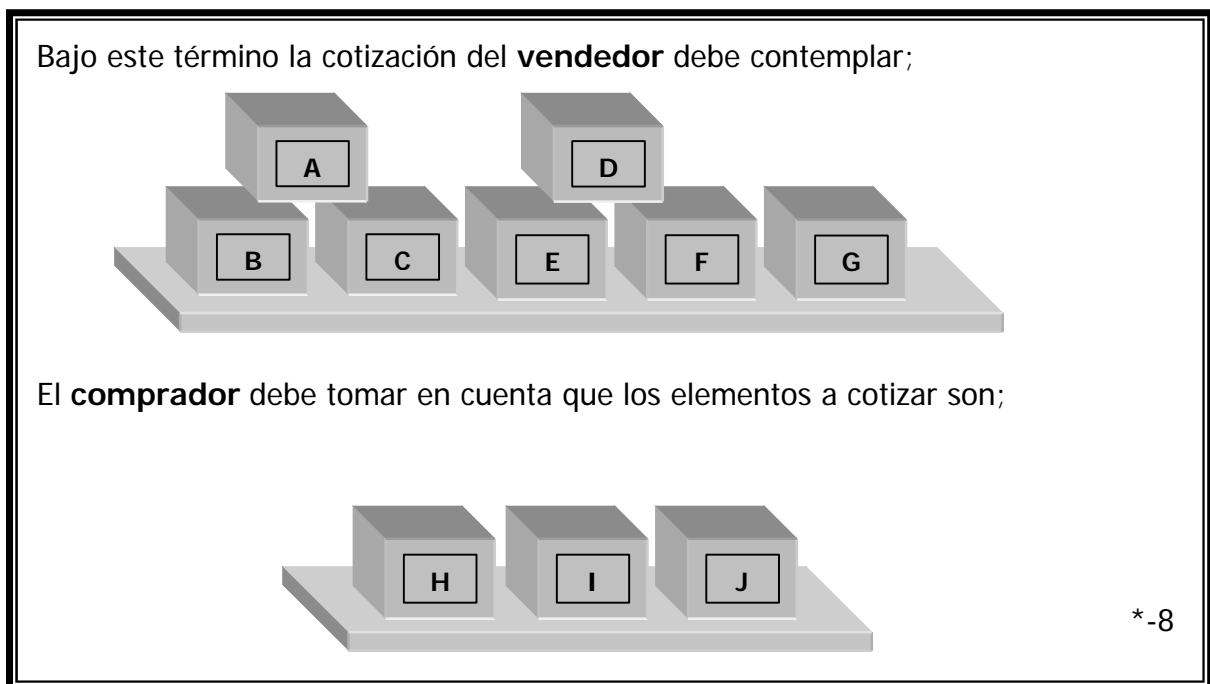 Bajo este término la cotización del vendedor debe contemplar;
A D
B C E F G
El comprador debe tomar en cuenta que los elementos a cotizar son;
H I J
*-8